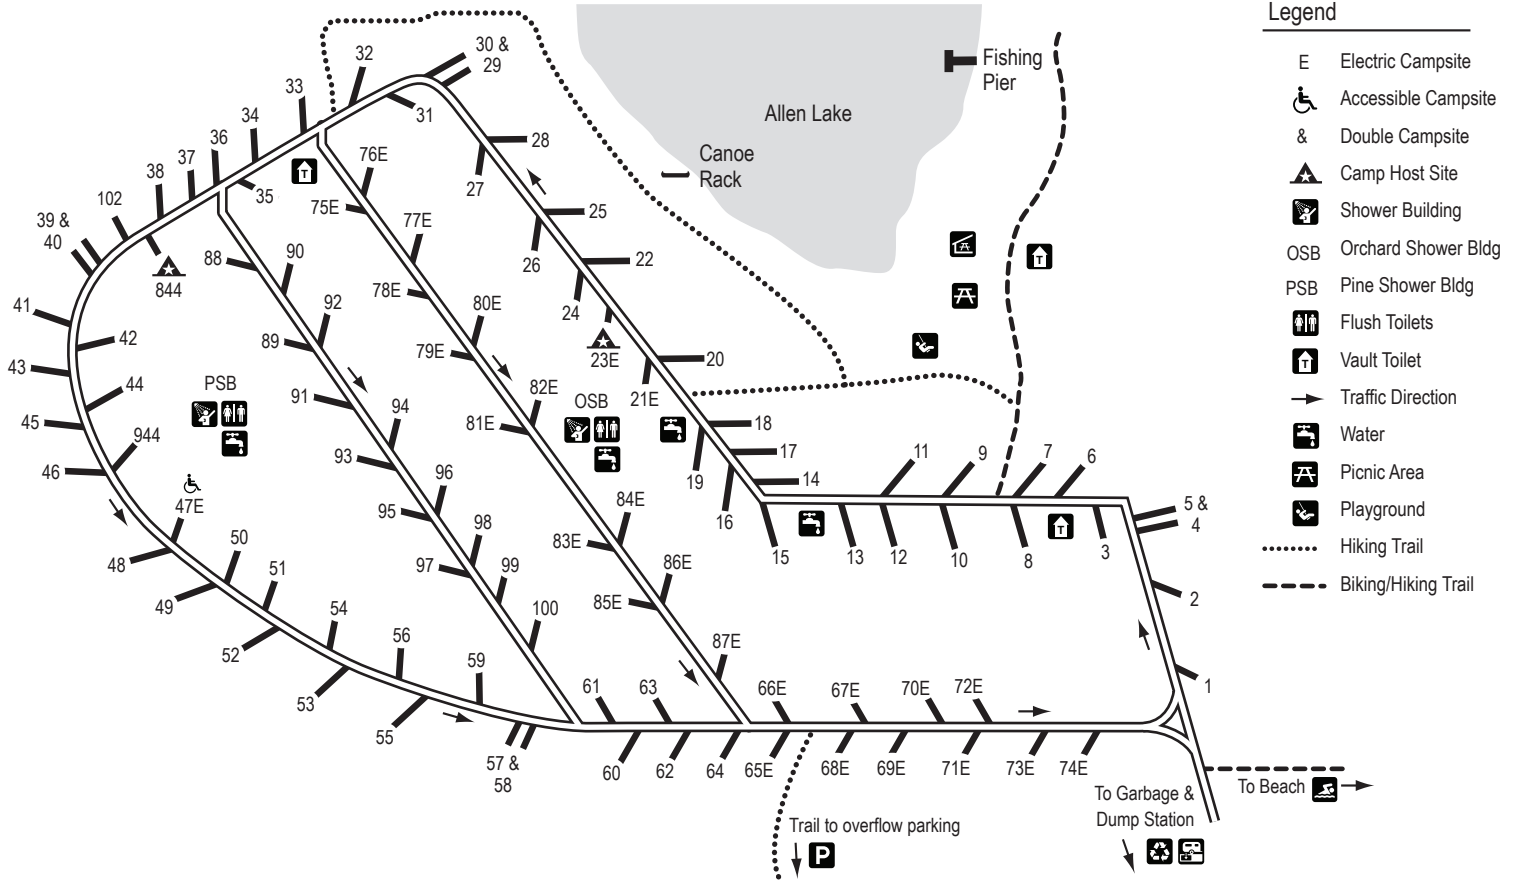 Legend
E Electric Campsite
Accessible Campsite
& Double Campsite
Camp Host Site
Shower Building
OSB Orchard Shower Bldg
PSB Pine Shower Bldg
Flush Toilets
T Vault Toilet
Traffic Direction
Water
Picnic Area
Playground
Hiking Trail
Biking/Hiking Trail
Allen Lake
Fishing
Pier
Canoe
Rack
30 &
29
32
31
33
34
36
35
37
38
102
39 &
40
844
41
42
43
44
45
944
46
47E
48
50
49
51
52
54
53
56
55
59
57 &
58
T
28
27
25
26
22
24
23E
20
21E
18
19
17
16
14
15
13
11
12
9
10
7
8
6
3
5 &
4
2
1
T
T
76E
75E
77E
78E
80E
79E
82E
81E
84E
83E
86E
85E
87E
88
90
92
89
91
94
93
96
95
98
97
99
100
PSB
OSB
61
63
66E
67E
70E
72E
60
62
64
65E
68E
69E
71E
73E
74E
To Beach
To Garbage &
Dump Station
Trail to overflow parking
P